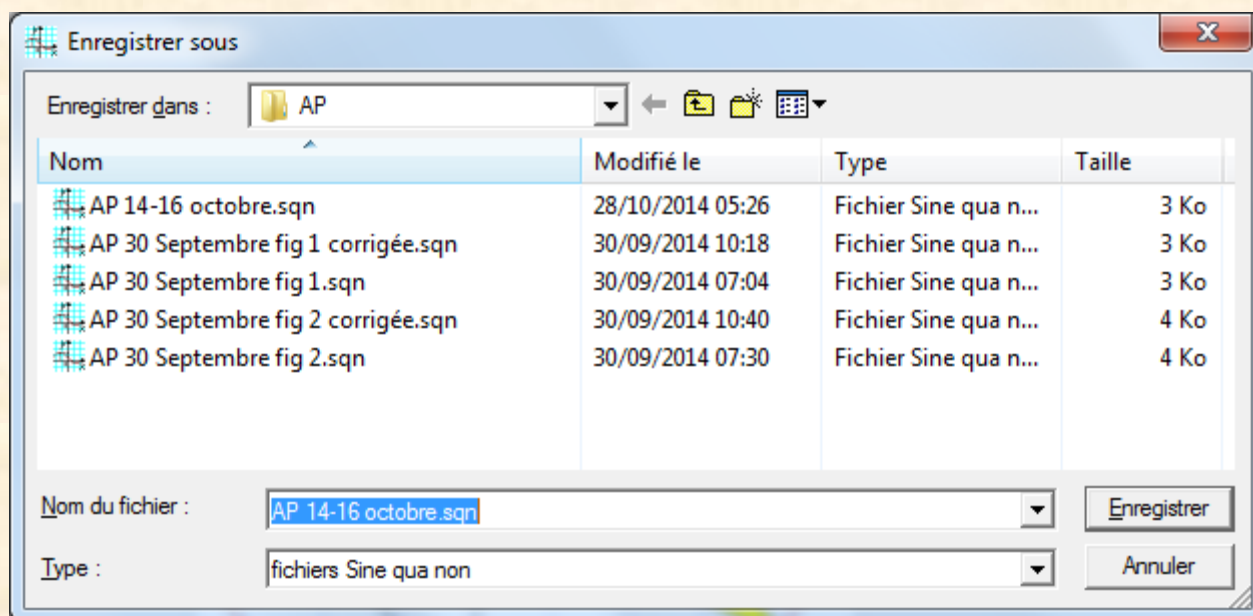 Enregistrer sous
Enregistrer dans : AP
Nom Modifié le Type Taille
AP 14-16 octobre.sqn 28/10/2014 05:26 Fichier Sine qua n... 3 Ko
AP 30 Septembre fig 1 corrigée.sqn 30/09/2014 10:18 Fichier Sine qua n... 3 Ko
AP 30 Septembre fig 1.sqn 30/09/2014 07:04 Fichier Sine qua n... 3 Ko
AP 30 Septembre fig 2 corrigée.sqn 30/09/2014 10:40 Fichier Sine qua n... 4 Ko
AP 30 Septembre fig 2.sqn 30/09/2014 07:30 Fichier Sine qua n... 4 Ko
Nom du fichier : AP 14-16 octobre.sqn Enregistrer
Type : fichiers Sine qua non Annuler